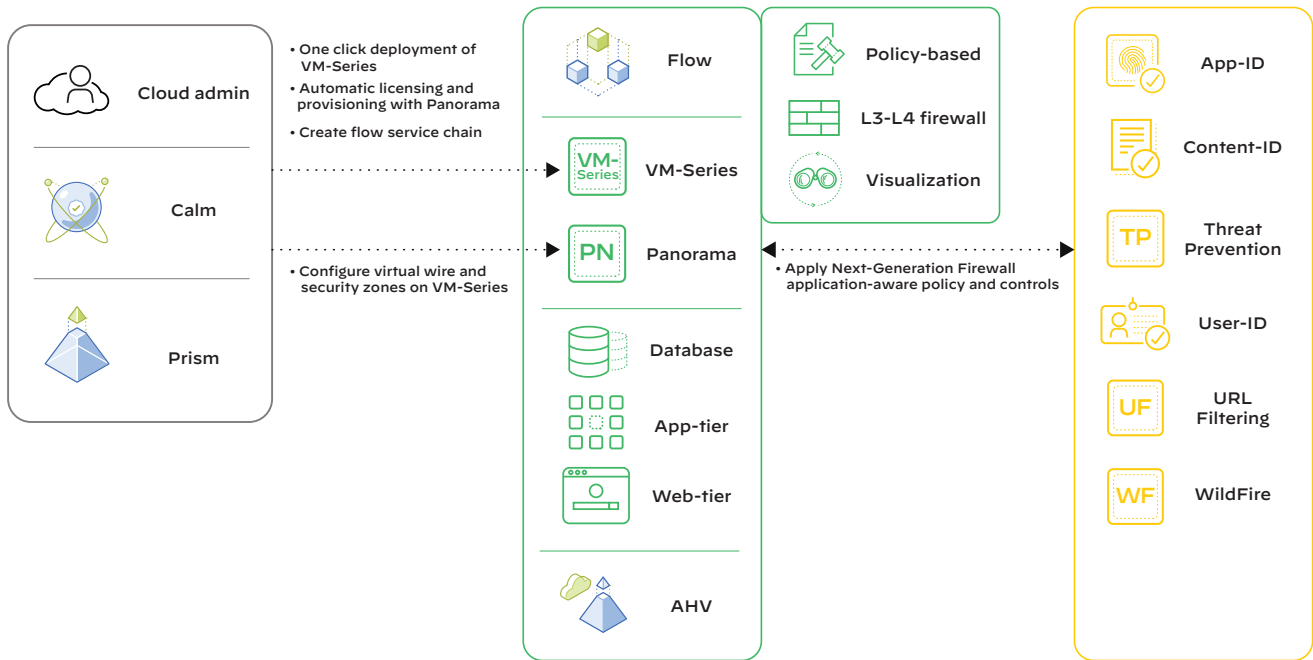 Cloud admin
Calm
Prism
• One click deployment of
VM-Series
• Automatic licensing and
provisioning with Panorama
• Create flow service chain
• Configure virtual wire and
security zones on VM-Series
Flow
VM-
Series
VM-Series
PN
Panorama
Database
App-tier
Web-tier
AHV
Policy-based
L3-L4 firewall
Visualization
• Apply Next-Generation Firewall
application-aware policy and controls
App-ID
Content-ID
TP
Threat
Prevention
User-ID
UF
URL
Filtering
WF
WildFire